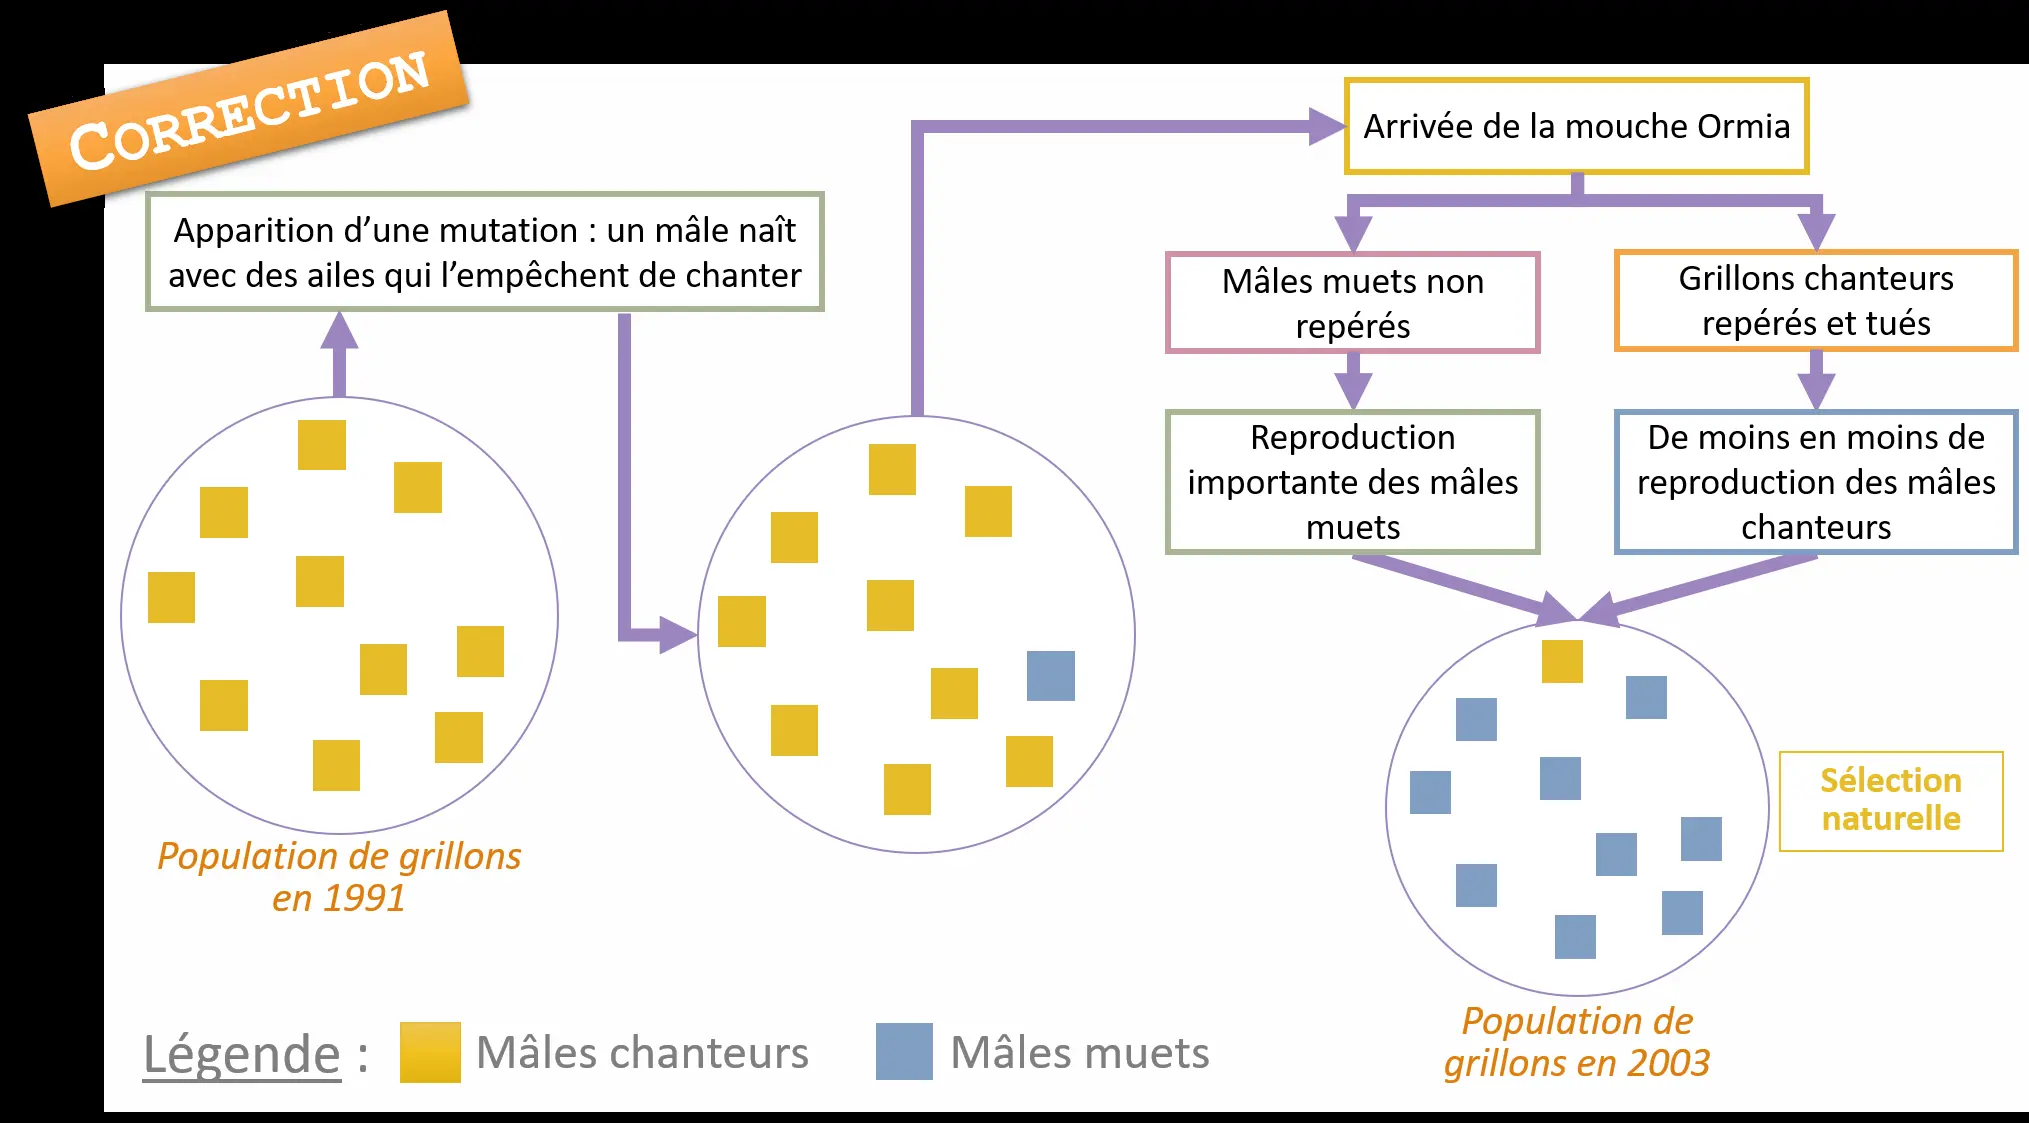 CORRECTION
Apparition d’une mutation : un mâle naît
avec des ailes qui l’empêchent de chanter
Population de grillons
en 1991
Arrivée de la mouche Ormia
Mâles muets non
repérés
Grillons chanteurs
repérés et tués
Reproduction
importante des mâles
muets
De moins en moins de
reproduction des mâles
chanteurs
Sélection
naturelle
Population de
grillons en 2003
Légende :
Mâles chanteurs
Mâles muets